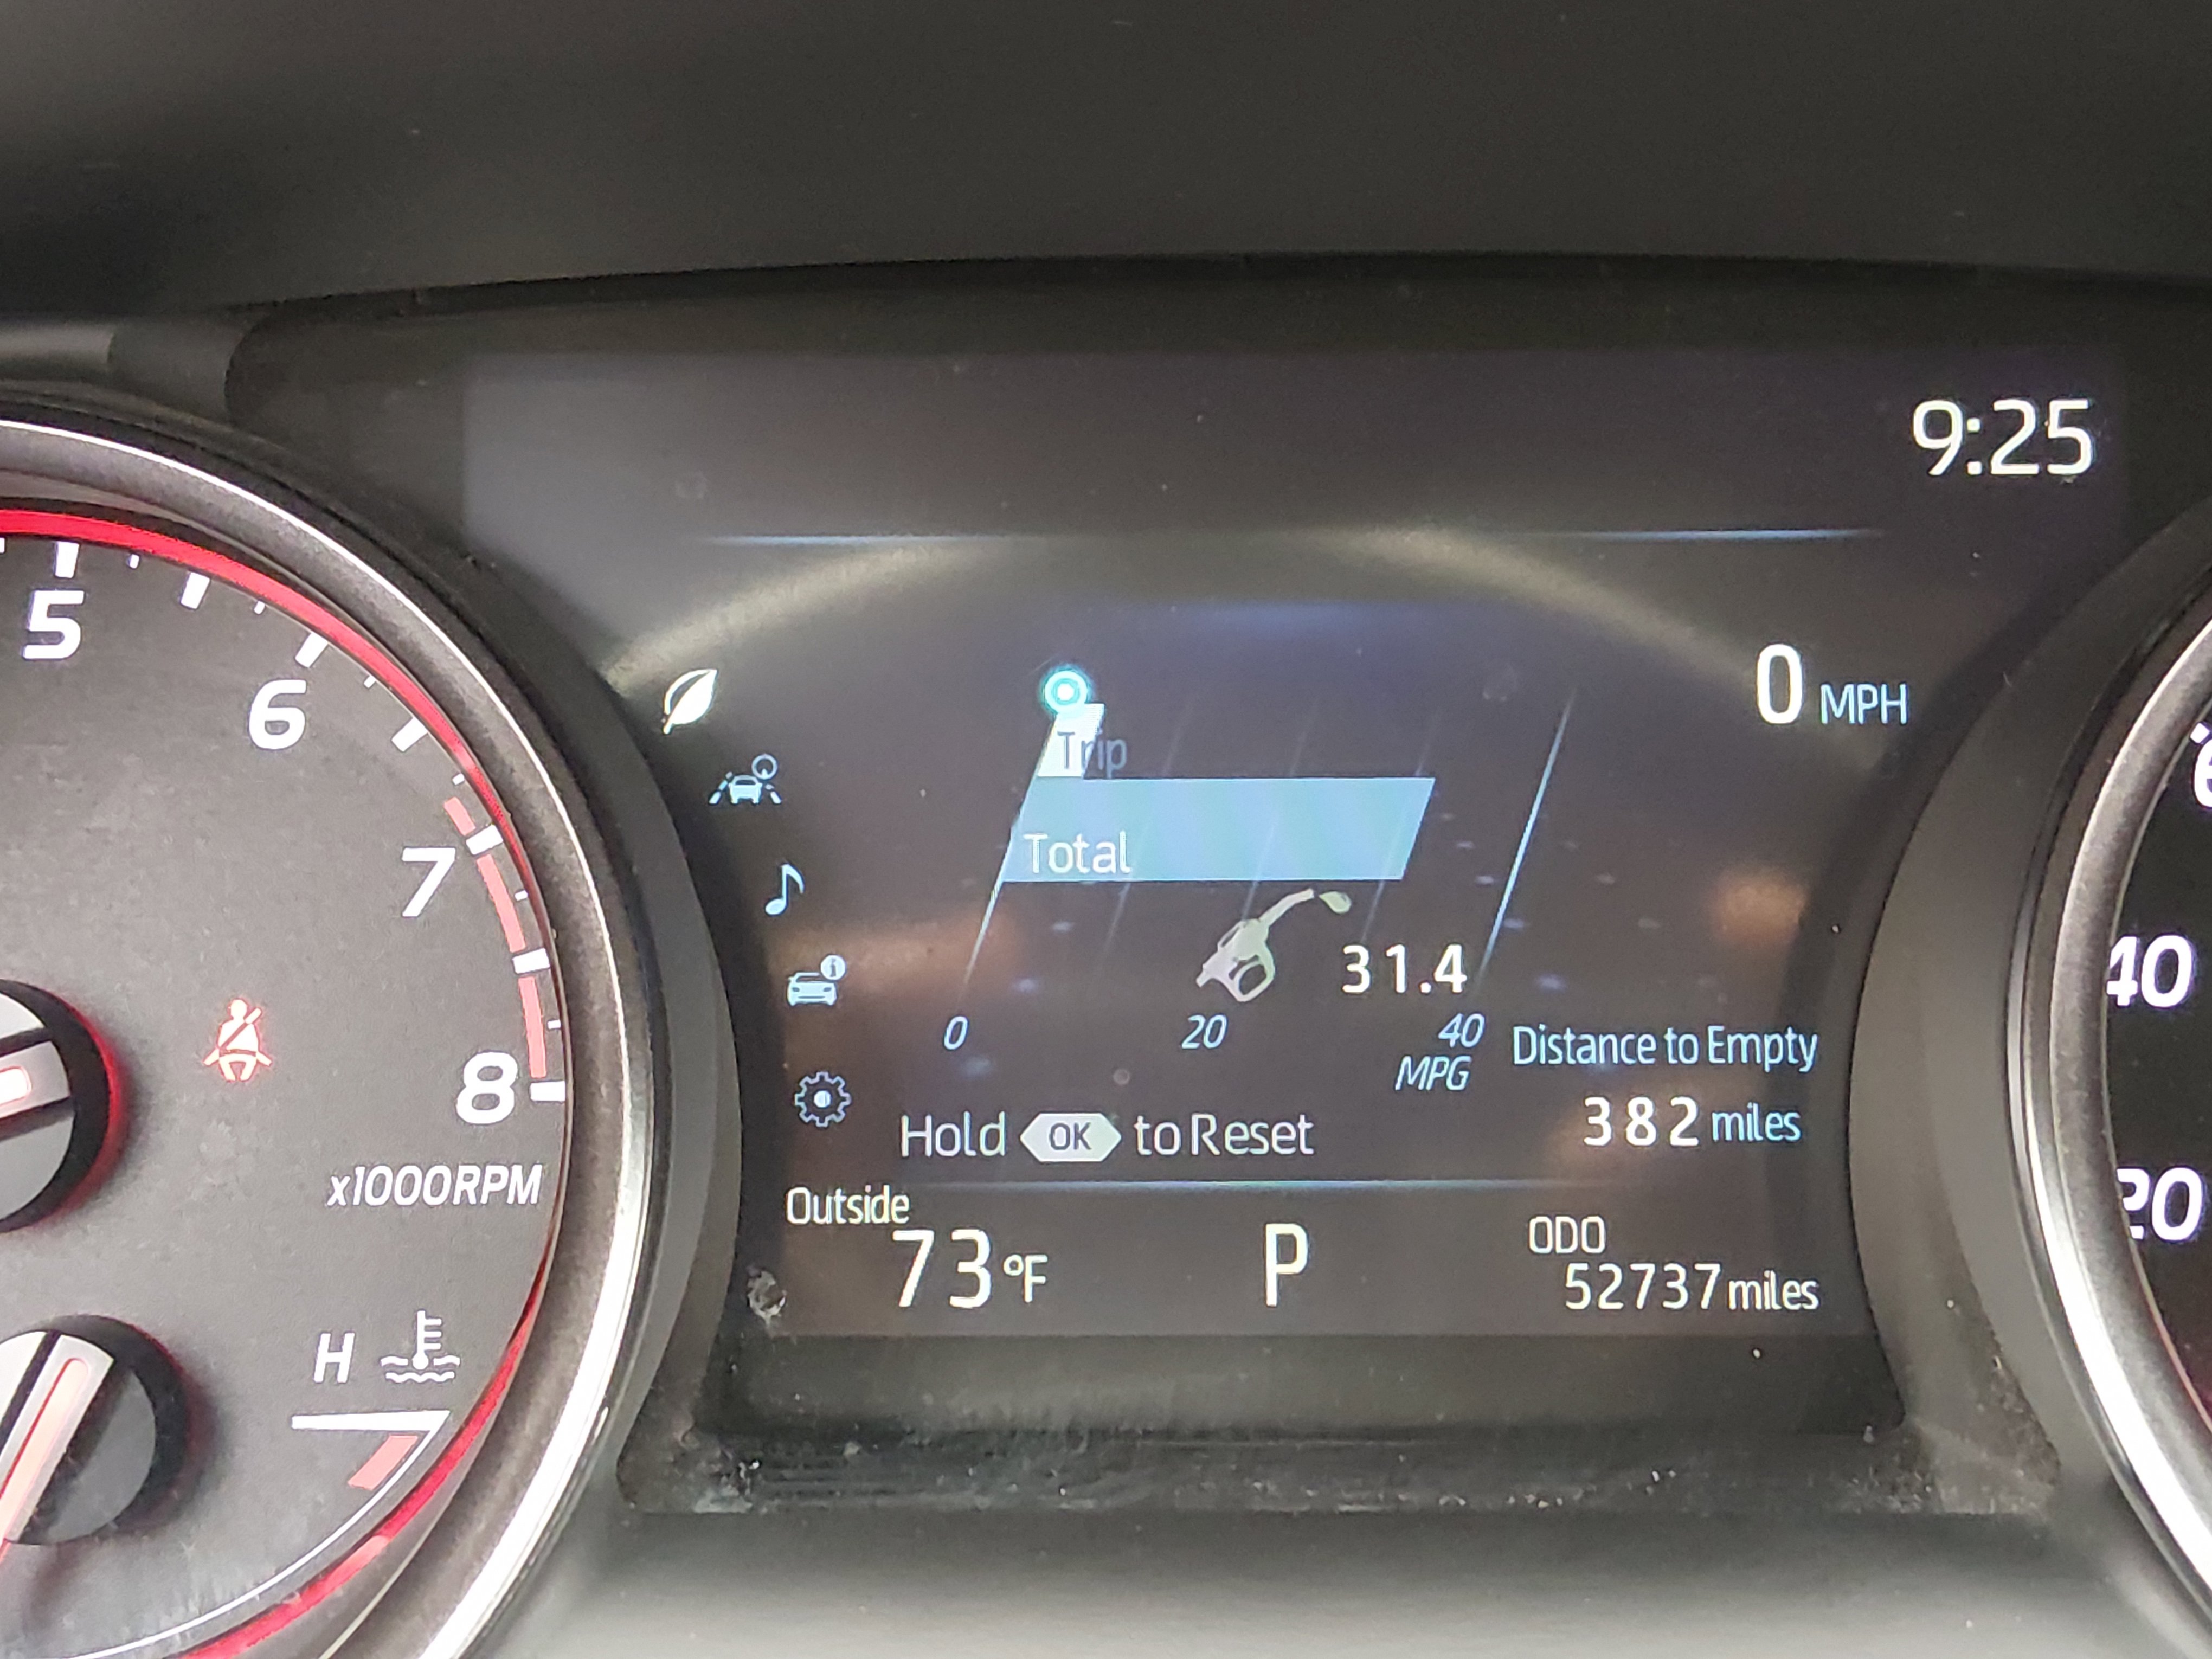 9:25
0 MPH
Trip
Total
31.4
0 20 40
MPG
Distance to Empty
382 miles
Hold OK to Reset
Outside
73°F
P
ODO
52737 miles
5
6
7
8
x1000RPM
H
40
20